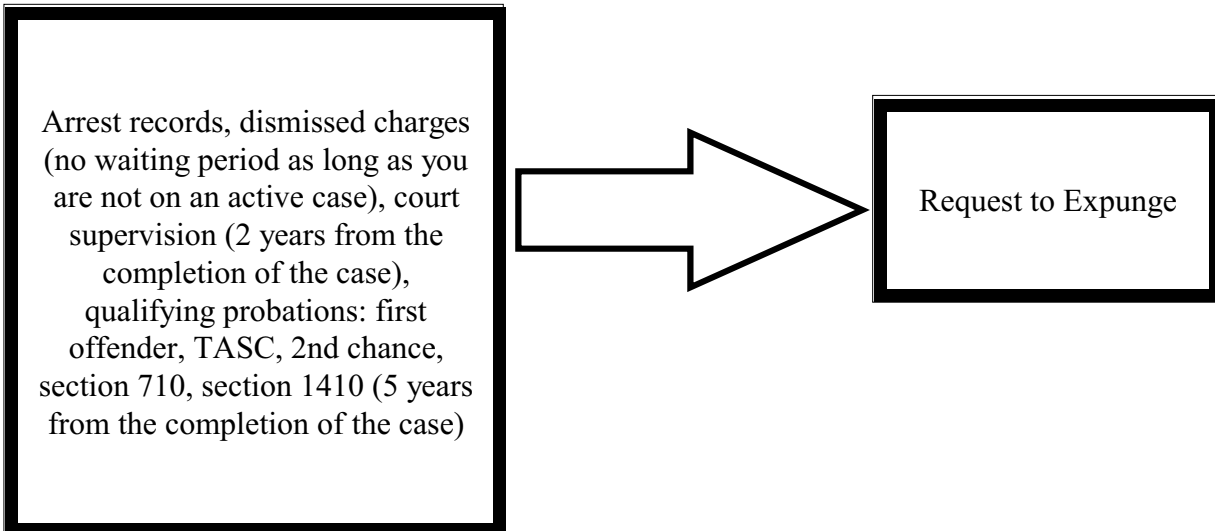 Arrest records, dismissed charges
(no waiting period as long as you
are not on an active case), court
supervision (2 years from the
completion of the case),
qualifying probations: first
offender, TASC, 2nd chance,
section 710, section 1410 (5 years
from the completion of the case)
Request to Expunge